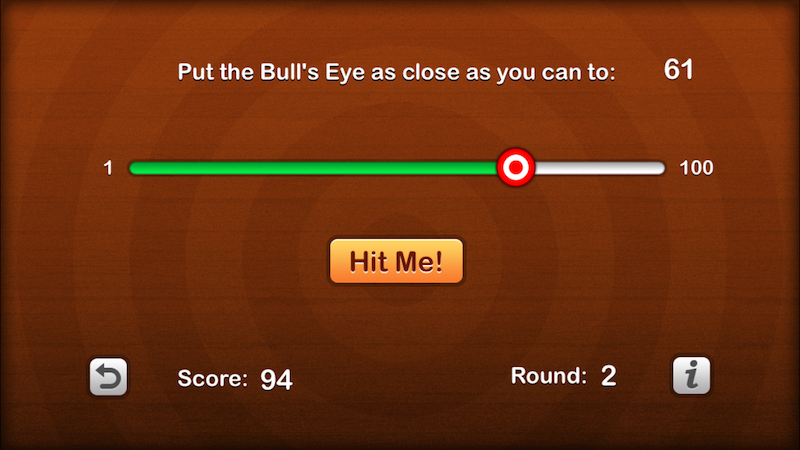 Put the Bull's Eye as close as you can to: 61
1 100
Hit Me!
Score: 94 Round: 2
i